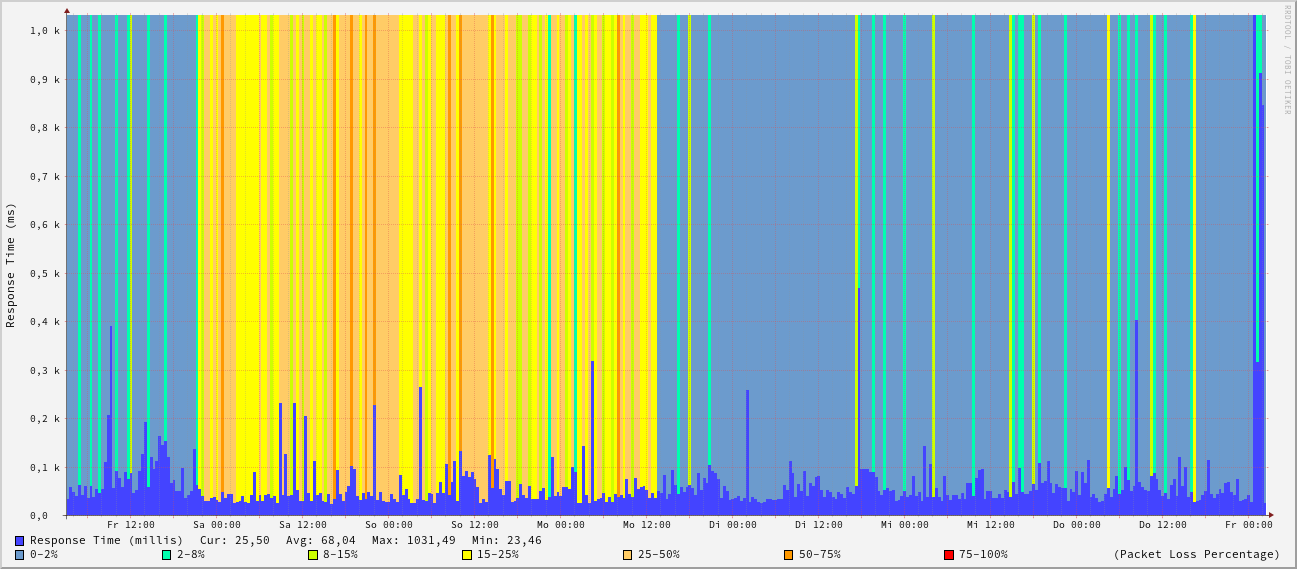 RRDTOOL / TOBI OETIKER
Response Time (ms)
1,0 k
0,9 k
0,8 k
0,7 k
0,6 k
0,5 k
0,4 k
0,3 k
0,2 k
0,1 k
0,0
Fr 12:00 Sa 00:00 Sa 12:00 So 00:00 So 12:00 Mo 00:00 Mo 12:00 Di 00:00 Di 12:00 Mi 00:00 Mi 12:00 Do 00:00 Do 12:00 Fr 00:00
Response Time (millis) Cur: 25,50 Avg: 68,04 Max: 1031,49 Min: 23,46
0-2% 2-8% 8-15% 15-25% 25-50% 50-75% 75-100% (Packet Loss Percentage)